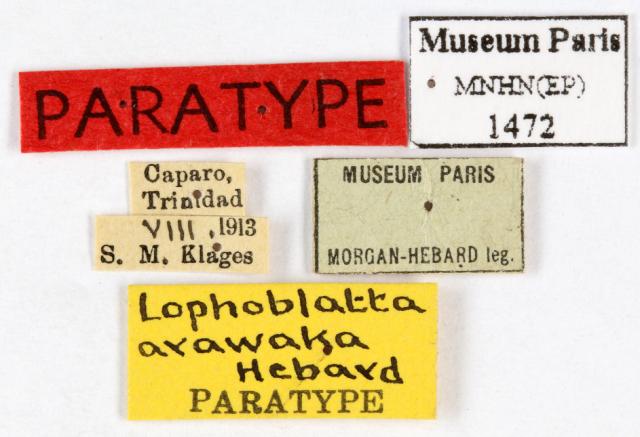 PARATYPE
Museum Paris
MNHN(EP)
1472
Caparo,
Trinidad
VIII, 1913
S. M. Klages
MUSEUM PARIS
MORGAN-HEBARD leg.
Lophoblatta
arawaka
Hebard
PARATYPE